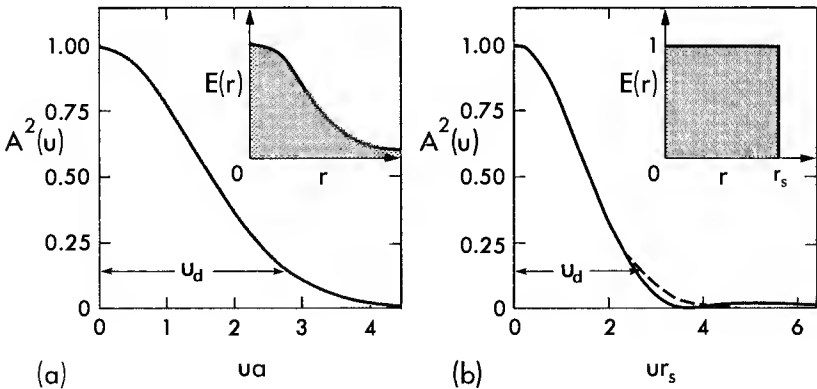 1.00
0.75
A²(u)
0.50
0.25
0
u_d
0 1 2 3 4
ua
(a)
E(r)
0
r
1.00
0.75
A²(u)
0.50
0.25
0
u_d
0 2 4 6
ur_s
(b)
1
E(r)
0
r
r_s